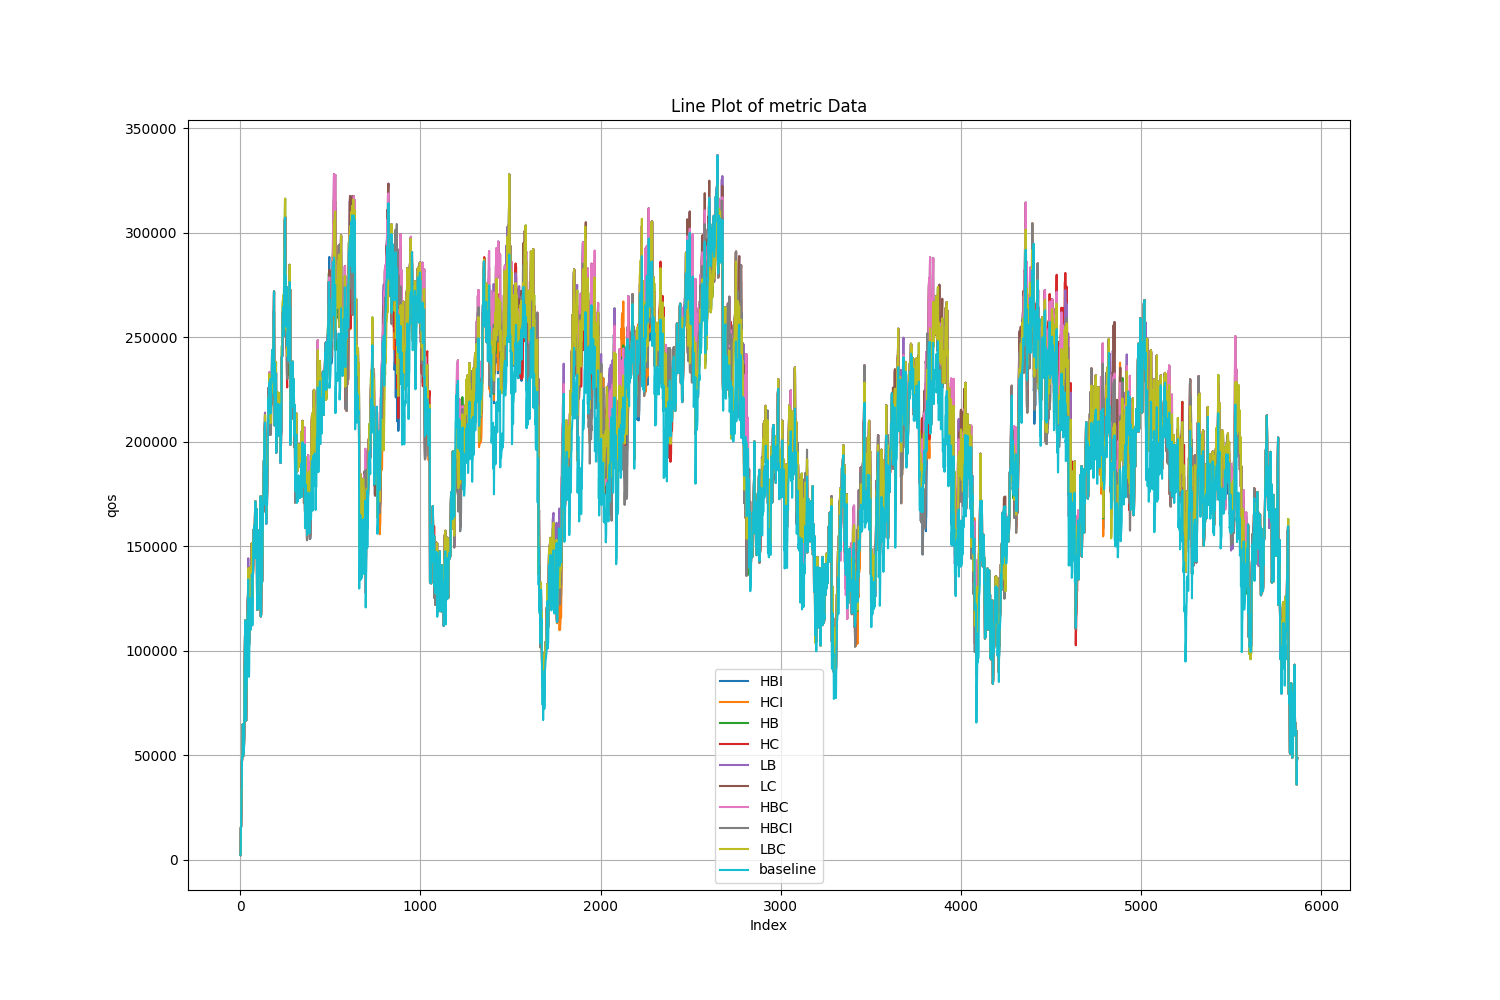 Line Plot of metric Data
350000
300000
250000
200000
150000
100000
50000
0
qos
HBI
HCI
HB
HC
LB
LC
HBC
HBCI
LBC
baseline
0 1000 2000 3000 4000 5000 6000
Index